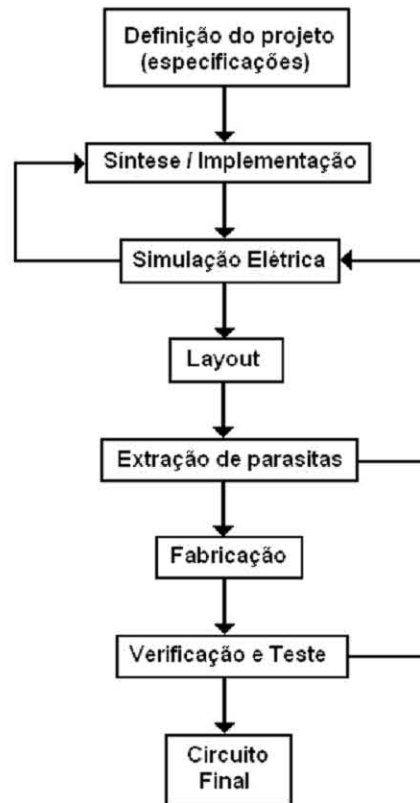 Definição do projeto
(especificações)
Síntese / Implementação
Simulação Elétrica
Layout
Extração de parasitas
Fabricação
Verificação e Teste
Circuito
Final